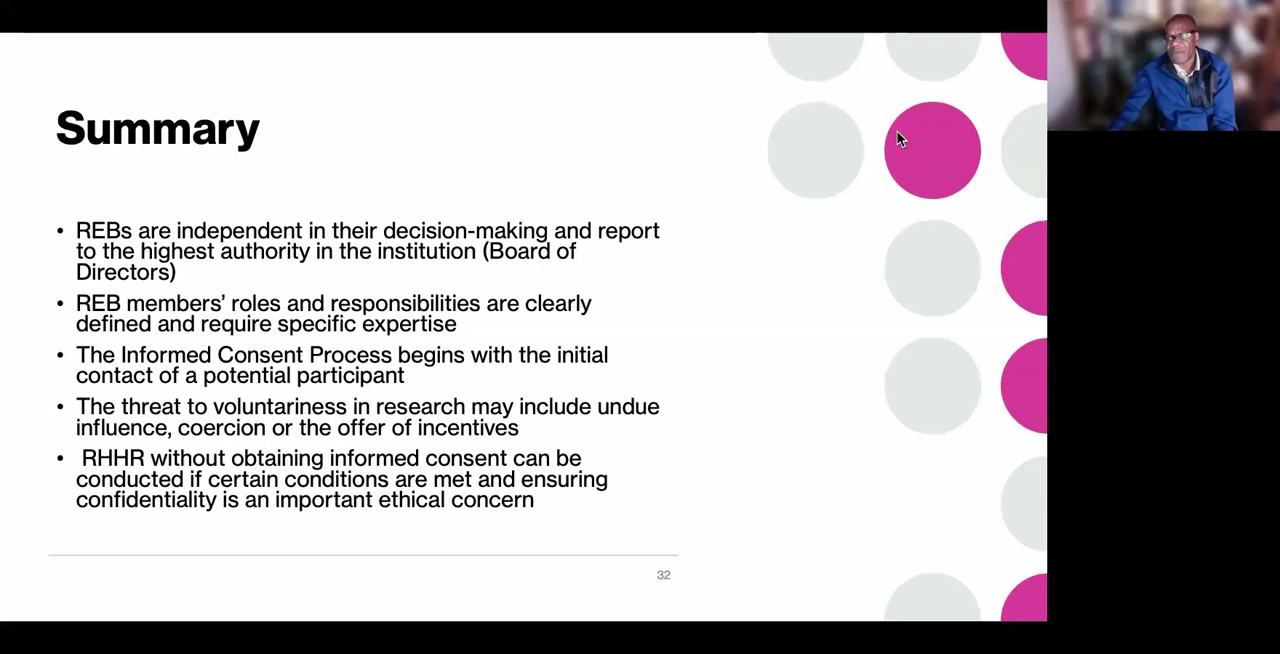 Summary
• REBs are independent in their decision-making and report
to the highest authority in the institution (Board of
Directors)
• REB members’ roles and responsibilities are clearly
defined and require specific expertise
• The Informed Consent Process begins with the initial
contact of a potential participant
• The threat to voluntariness in research may include undue
influence, coercion or the offer of incentives
• RHHR without obtaining informed consent can be
conducted if certain conditions are met and ensuring
confidentiality is an important ethical concern
32